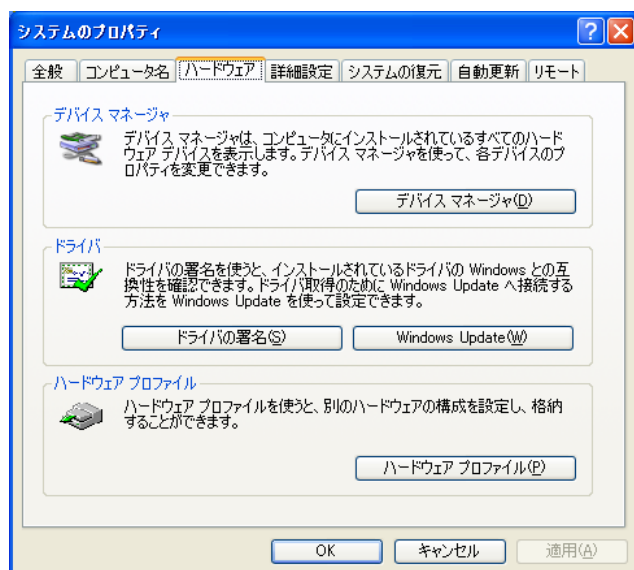 システムのプロパティ
全般 コンピュータ名 ハードウェア 詳細設定 システムの復元 自動更新 リモート
デバイス マネージャ
デバイス マネージャは、コンピュータにインストールされているすべてのハード
ウェア デバイスを表示します。デバイス マネージャを使って、各デバイスのプ
ロパティを変更できます。
デバイス マネージャ(D)
ドライバ
ドライバの署名を使うと、インストールされているドライバの Windows との互
換性を確認できます。ドライバ取得のために Windows Update へ接続する
方法を Windows Update を使って設定できます。
ドライバの署名(S) Windows Update(W)
ハードウェア プロファイル
ハードウェア プロファイルを使うと、別のハードウェアの構成を設定し、格納
することができます。
ハードウェア プロファイル(P)
OK キャンセル 適用(A)